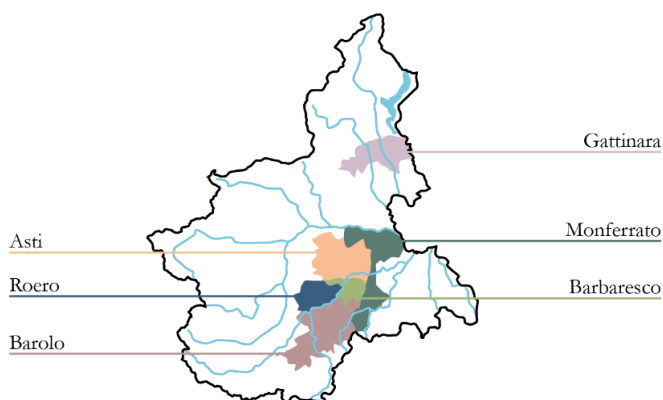 Gattinara
Monferrato
Asti
Roero
Barbaresco
Barolo